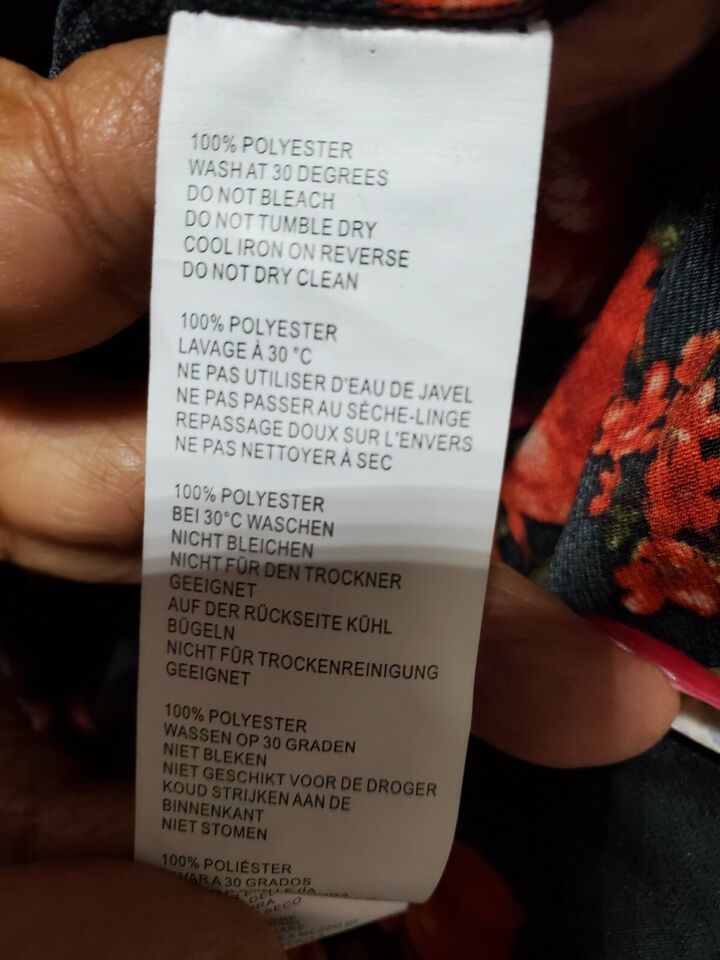 100% POLYESTER
WASH AT 30 DEGREES
DO NOT BLEACH
DO NOT TUMBLE DRY
COOL IRON ON REVERSE
DO NOT DRY CLEAN
100% POLYESTER
LAVAGE À 30 °C
NE PAS UTILISER D'EAU DE JAVEL
NE PAS PASSER AU SÈCHE-LINGE
REPASSAGE DOUX SUR L'ENVERS
NE PAS NETTOYER À SEC
100% POLYESTER
BEI 30°C WASCHEN
NICHT BLEICHEN
NICHT FÜR DEN TROCKNER
GEEIGNET
AUF DER RÜCKSEITE KÜHL
BÜGELN
NICHT FÜR TROCKENREINIGUNG
GEEIGNET
100% POLYESTER
WASSEN OP 30 GRADEN
NIET BLEKEN
NIET GESCHIKT VOOR DE DROGER
KOUD STRIJKEN AAN DE
BINNENKANT
NIET STOMEN
100% POLIÉSTER
A 30 GRADOS